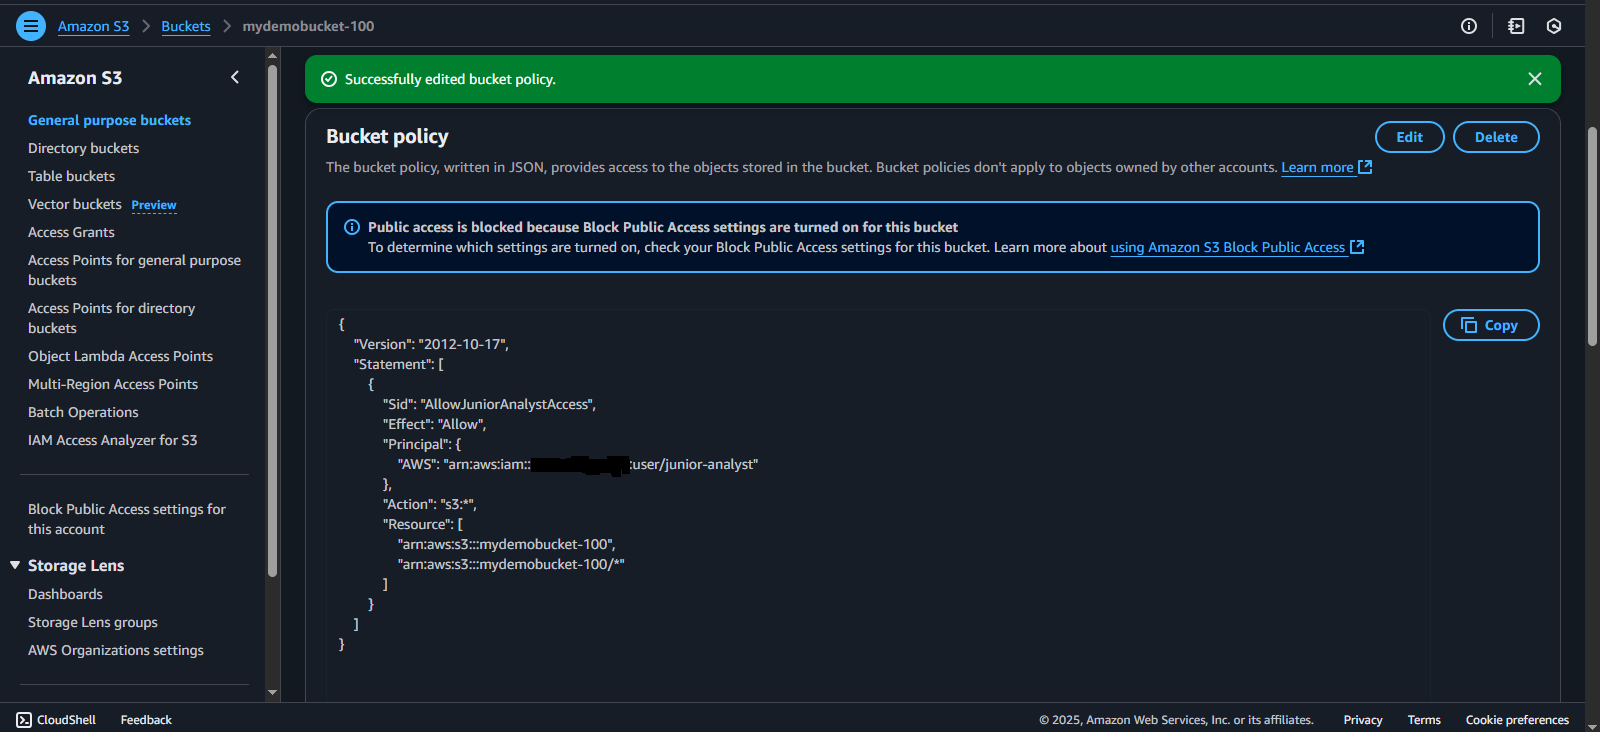 Amazon S3 > Buckets > mydemobucket-100
Amazon S3
General purpose buckets
Directory buckets
Table buckets
Vector buckets Preview
Access Grants
Access Points for general purpose
buckets
Access Points for directory
buckets
Object Lambda Access Points
Multi-Region Access Points
Batch Operations
IAM Access Analyzer for S3
Block Public Access settings for
this account
Storage Lens
Dashboards
Storage Lens groups
AWS Organizations settings
Successfully edited bucket policy.
Bucket policy
Edit
Delete
The bucket policy, written in JSON, provides access to the objects stored in the bucket. Bucket policies don't apply to objects owned by other accounts. Learn more
Public access is blocked because Block Public Access settings are turned on for this bucket
To determine which settings are turned on, check your Block Public Access settings for this bucket. Learn more about using Amazon S3 Block Public Access
Copy
{
"Version": "2012-10-17",
"Statement": [
{
"Sid": "AllowJuniorAnalystAccess",
"Effect": "Allow",
"Principal": {
"AWS": "arn:aws:iam:: :user/junior-analyst"
},
"Action": "s3:*",
"Resource": [
"arn:aws:s3:::mydemobucket-100",
"arn:aws:s3:::mydemobucket-100/*"
]
}
]
}
CloudShell
Feedback
© 2025, Amazon Web Services, Inc. or its affiliates.
Privacy
Terms
Cookie preferences